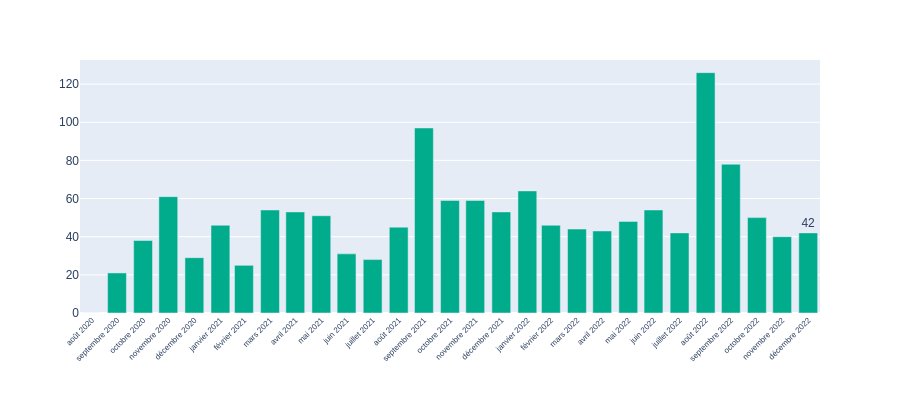 120
100
80
60
40
20
0
42
août 2020
septembre 2020
octobre 2020
novembre 2020
décembre 2020
janvier 2021
février 2021
mars 2021
avril 2021
mai 2021
juin 2021
juillet 2021
août 2021
septembre 2021
octobre 2021
novembre 2021
décembre 2021
janvier 2022
février 2022
mars 2022
avril 2022
mai 2022
juin 2022
juillet 2022
août 2022
septembre 2022
octobre 2022
novembre 2022
décembre 2022